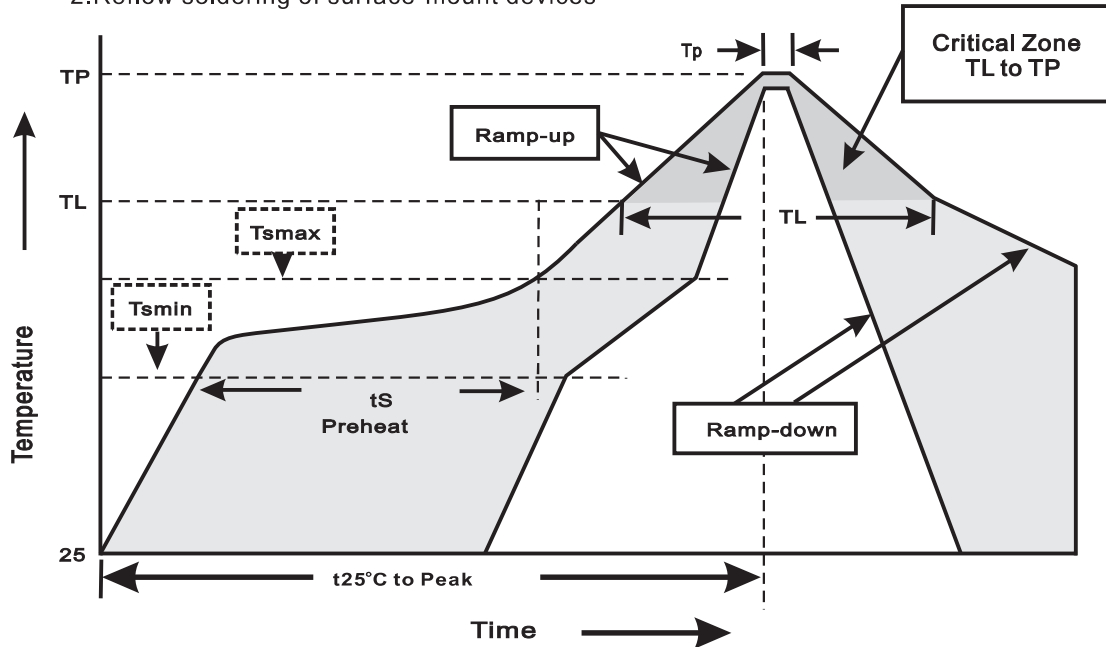 2.Reflow soldering of surface-mount devices
Tp
Critical Zone
TL to TP
TP
Ramp-up
TL
TL
Tsmax
Tsmin
tS
Preheat
Ramp-down
Temperature
25
t25°C to Peak
Time